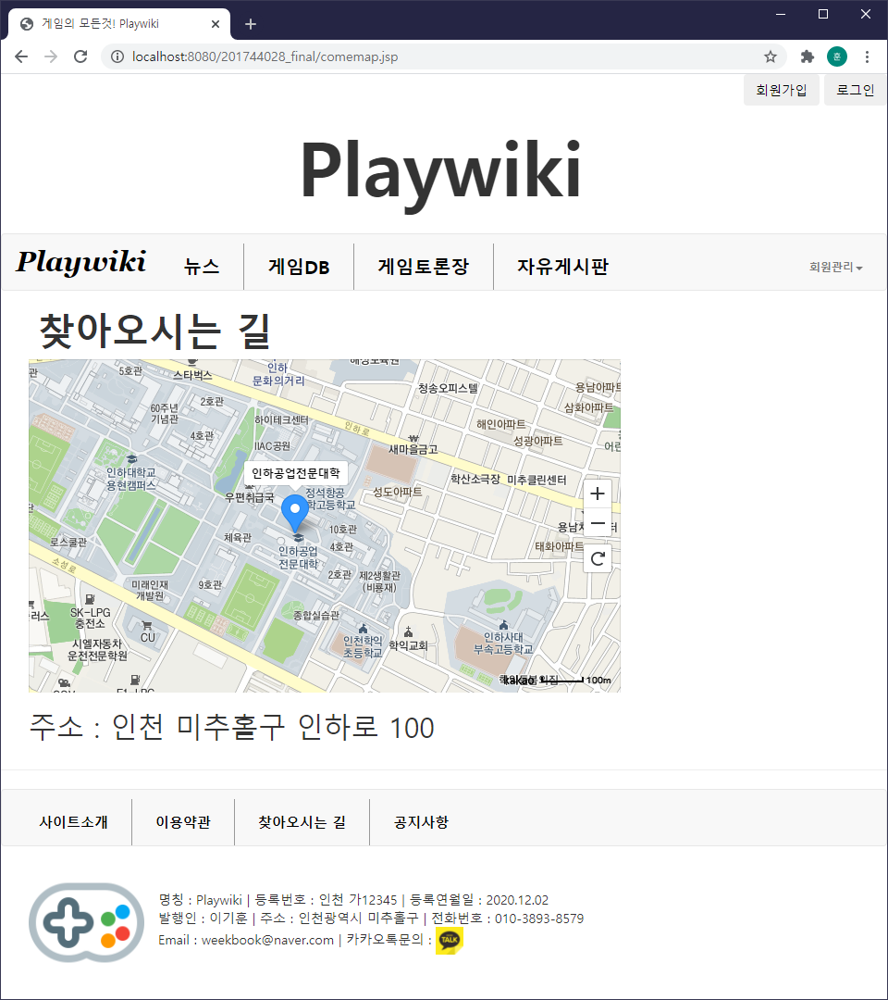 게임의 모든것! Playwiki
localhost:8080/201744028_final/comemap.jsp
훈
회원가입 로그인
Playwiki
Playwiki 뉴스 게임DB 게임토론장 자유게시판 회원관리
찾아오시는 길
5호관
스타벅스
인하
문화의거리
해성보육원
청송오피스텔
용남아파트
60주년
기념관
2호관
4호관
하이테크센터
인하로
삼화아파트
해인아파트
성광아파트
IIAC공원
새마을금고
인하대학교
용현캠퍼스
인하공업전문대학
우편취급국
정석항공
학고등학교
성도아파트
학산소극장
미추클린센터
로스쿨관
체육관
10호관
4호관
태화아파트
인하공업
전문대학
소성로
미래인재
개발원
9호관
2호관
제2생활관
(비룡재)
SK-LPG
충전소
CU
종합실습관
시엘자동차
운전전문학원
인천학익
초등학교
학익교회
인하사대
부속고등학교
E1-LPG
kakao 100m
주소 : 인천 미추홀구 인하로 100
사이트소개 이용약관 찾아오시는 길 공지사항
명칭 : Playwiki | 등록번호 : 인천 가12345 | 등록연월일 : 2020.12.02
발행인 : 이기훈 | 주소 : 인천광역시 미추홀구 | 전화번호 : 010-3893-8579
Email : weekbook@naver.com | 카카오톡문의 : TALK